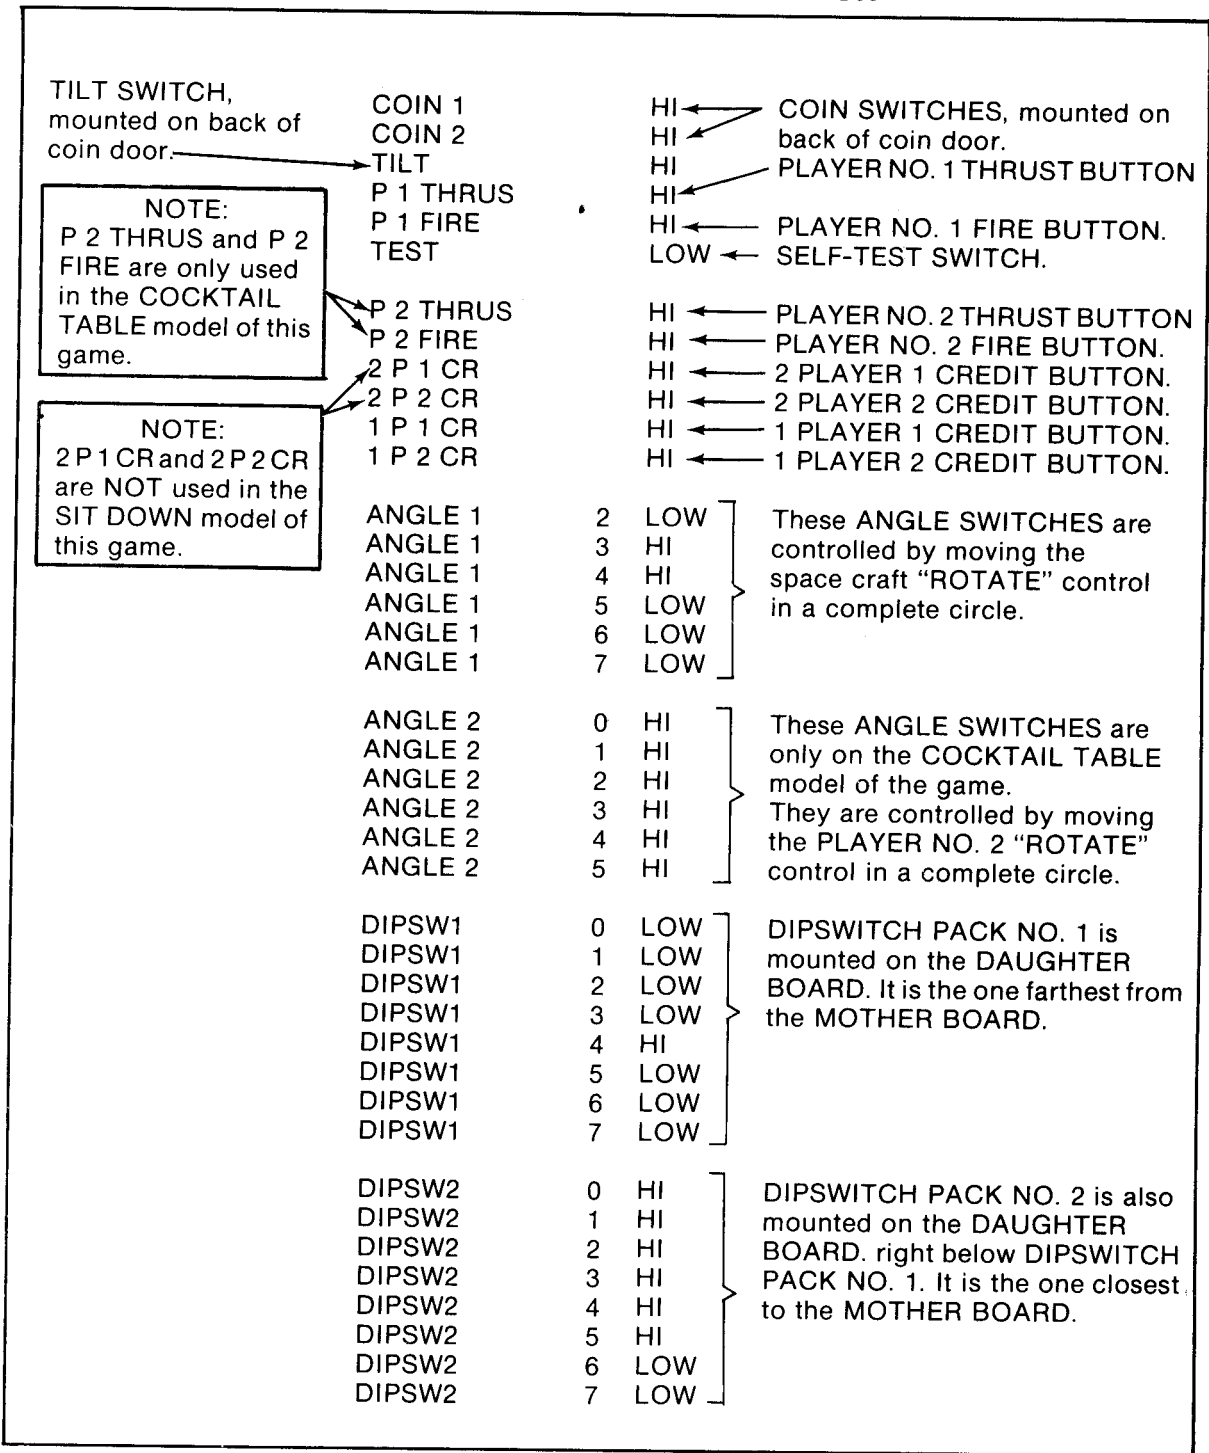 TILT SWITCH,
mounted on back of
coin door.
COIN 1 HI
COIN 2 HI
TILT HI
P 1 THRUS HI
P 1 FIRE HI
TEST LOW
COIN SWITCHES, mounted on
back of coin door.
PLAYER NO. 1 THRUST BUTTON
PLAYER NO. 1 FIRE BUTTON.
SELF-TEST SWITCH.
NOTE:
P 2 THRUS and P 2
FIRE are only used
in the COCKTAIL
TABLE model of this
game.
P 2 THRUS HI PLAYER NO. 2 THRUST BUTTON
P 2 FIRE HI PLAYER NO. 2 FIRE BUTTON.
2 P 1 CR HI 2 PLAYER 1 CREDIT BUTTON.
2 P 2 CR HI 2 PLAYER 2 CREDIT BUTTON.
1 P 1 CR HI 1 PLAYER 1 CREDIT BUTTON.
1 P 2 CR HI 1 PLAYER 2 CREDIT BUTTON.
NOTE:
2 P 1 CR and 2 P 2 CR
are NOT used in the
SIT DOWN model of
this game.
ANGLE 1 2 LOW
ANGLE 1 3 HI
ANGLE 1 4 HI
ANGLE 1 5 LOW
ANGLE 1 6 LOW
ANGLE 1 7 LOW
These ANGLE SWITCHES are
controlled by moving the
space craft “ROTATE” control
in a complete circle.
ANGLE 2 0 HI
ANGLE 2 1 HI
ANGLE 2 2 HI
ANGLE 2 3 HI
ANGLE 2 4 HI
ANGLE 2 5 HI
These ANGLE SWITCHES are
only on the COCKTAIL TABLE
model of the game.
They are controlled by moving
the PLAYER NO. 2 “ROTATE”
control in a complete circle.
DIPSW1 0 LOW
DIPSW1 1 LOW
DIPSW1 2 LOW
DIPSW1 3 LOW
DIPSW1 4 HI
DIPSW1 5 LOW
DIPSW1 6 LOW
DIPSW1 7 LOW
DIPSWITCH PACK NO. 1 is
mounted on the DAUGHTER
BOARD. It is the one farthest from
the MOTHER BOARD.
DIPSW2 0 HI
DIPSW2 1 HI
DIPSW2 2 HI
DIPSW2 3 HI
DIPSW2 4 HI
DIPSW2 5 HI
DIPSW2 6 LOW
DIPSW2 7 LOW
DIPSWITCH PACK NO. 2 is also
mounted on the DAUGHTER
BOARD. right below DIPSWITCH
PACK NO. 1. It is the one closest
to the MOTHER BOARD.